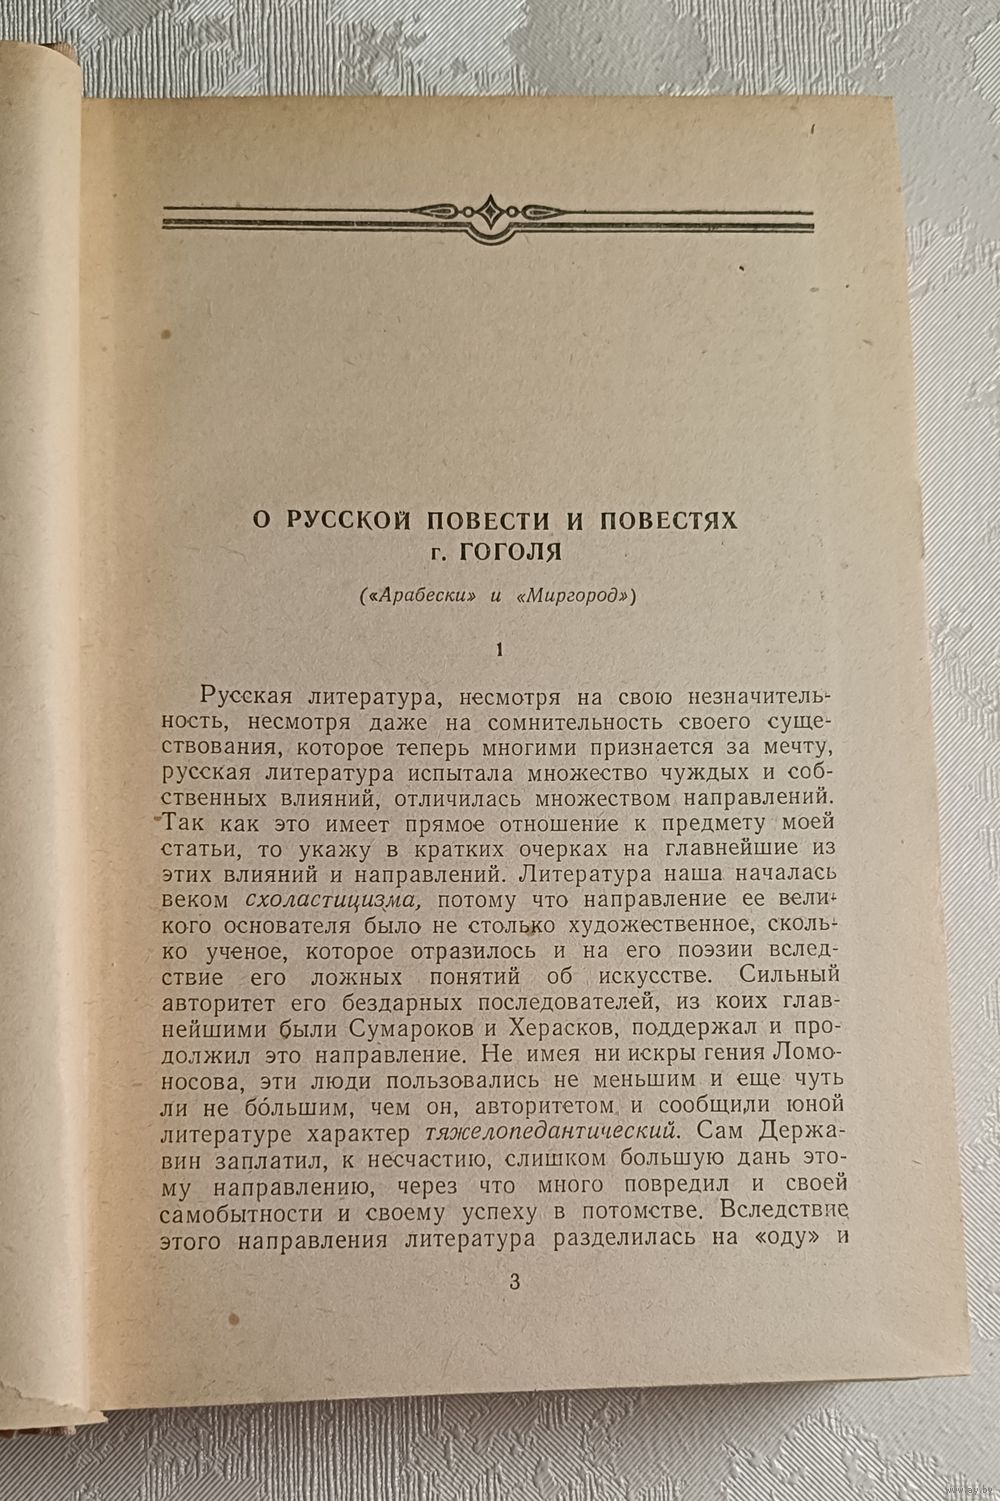 О РУССКОЙ ПОВЕСТИ И ПОВЕСТЯХ
г. ГОГОЛЯ
(«Арабески» и «Миргород»)
1
Русская литература, несмотря на свою незначитель-
ность, несмотря даже на сомнительность своего суще-
ствования, которое теперь многими признается за мечту,
русская литература испытала множество чуждых и соб-
ственных влияний, отличилась множеством направлений.
Так как это имеет прямое отношение к предмету моей
статьи, то укажу в кратких очерках на главнейшие из
этих влияний и направлений. Литература наша началась
веком схоластицизма, потому что направление ее вели-
кого основателя было не столько художественное, сколь-
ко ученое, которое отразилось и на его поэзии вслед-
ствие его ложных понятий об искусстве. Сильный
авторитет его бездарных последователей, из коих глав-
нейшими были Сумароков и Херасков, поддержал и про-
должил это направление. Не имея ни искры гения Ломо-
носова, эти люди пользовались не меньшим и еще чуть
ли не бо́льшим, чем он, авторитетом и сообщили юной
литературе характер тяжелопедантический. Сам Держа-
вин заплатил, к несчастию, слишком большую дань это-
му направлению, через что много повредил и своей
самобытности и своему успеху в потомстве. Вследствие
этого направления литература разделилась на «оду» и
3
www.ay.by